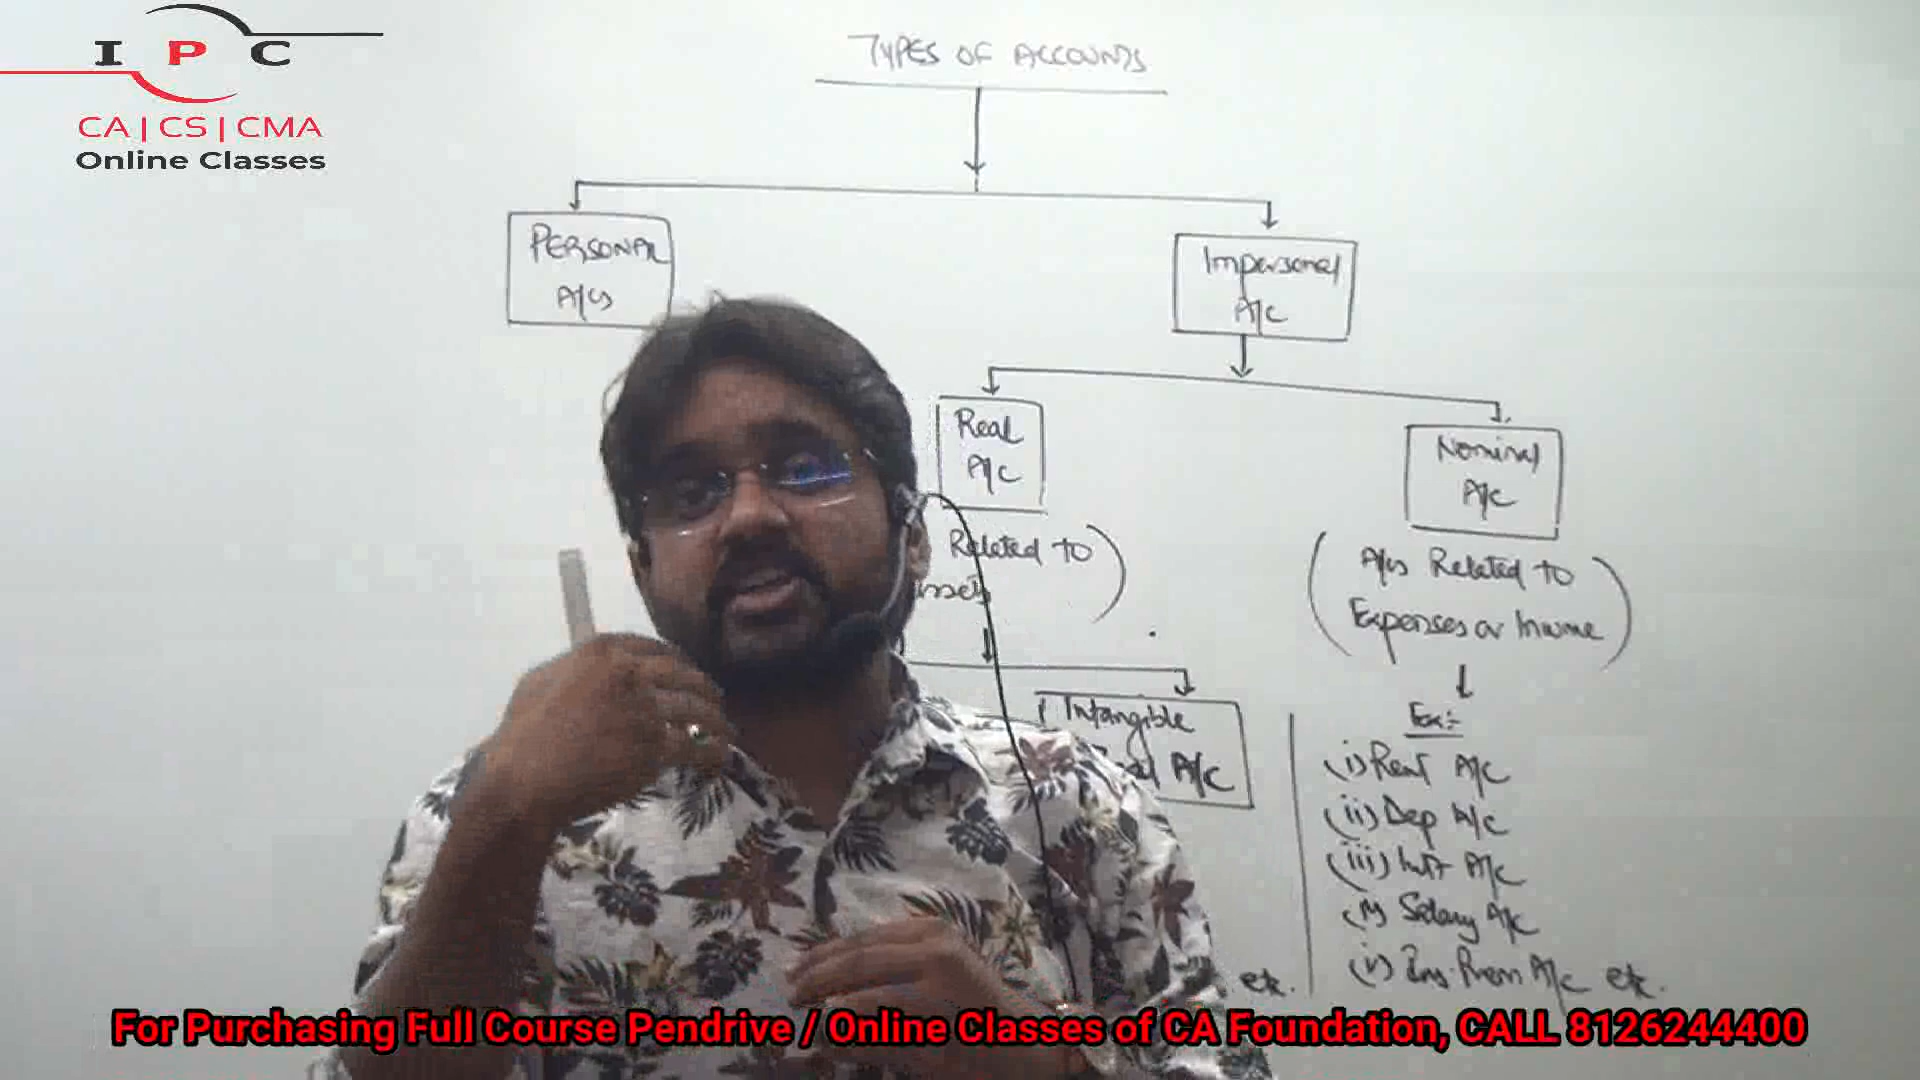 I P C
CA | CS | CMA
Online Classes
TYPES OF ACCOUNTS
PERSONAL
A/cs
Impersonal
A/c
Real
A/c
Nominal
A/c
Related to
Assets
A/cs Related to
Expenses or Income
Intangible
A/c
Ex:-
(i) Rent A/c
(ii) Dep A/c
(iii) Int A/c
(iv) Salary A/c
(v) Ins. Prem A/c etc.
etc.
For Purchasing Full Course Pendrive / Online Classes of CA Foundation, CALL 8126244400